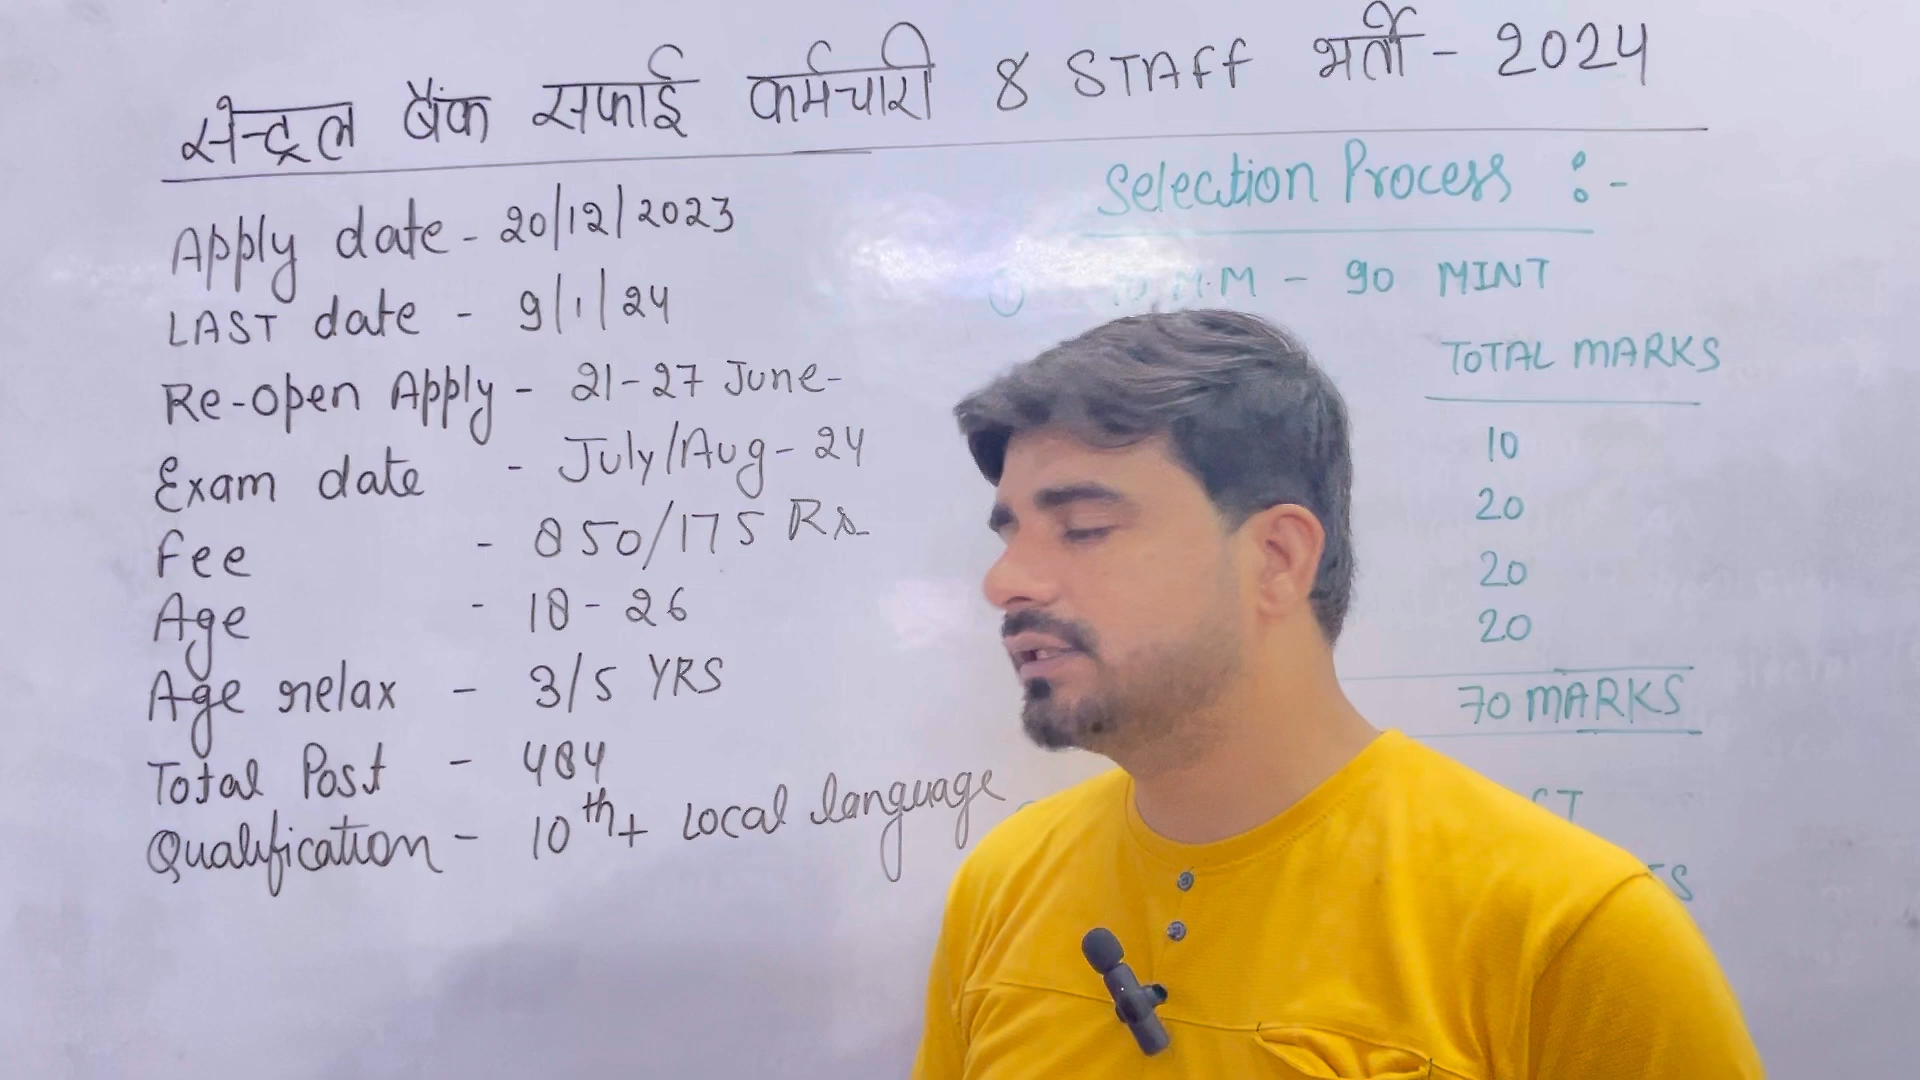 सेन्ट्रल बैंक सफाई कर्मचारी & STAFF भर्ती - 2024
Apply date - 20/12/2023
LAST date - 9/1/24
Re-open Apply - 21-27 June-
Exam date - July/Aug-24
Fee - 850/175 Rs
Age - 18-26
Age relax - 3/5 YRS
Total Post - 484
Qualification - 10th + Local language
Selection Process :-
M.M - 90 MINT
TOTAL MARKS
10
20
20
20
70 MARKS